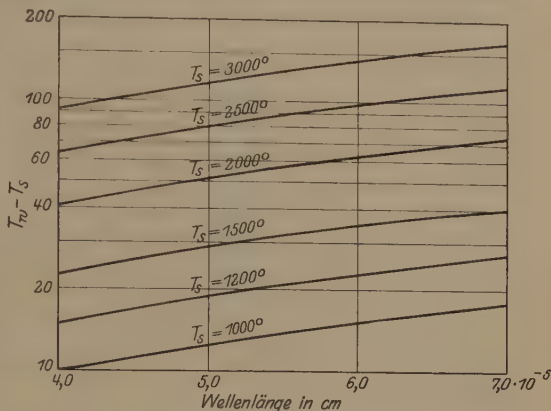 200
100
80
60
40
20
10
T_w - T_s
T_s = 3000°
T_s = 2500°
T_s = 2000°
T_s = 1500°
T_s = 1200°
T_s = 1000°
4,0 5,0 6,0 7,0·10⁻⁵
Wellenlänge in cm